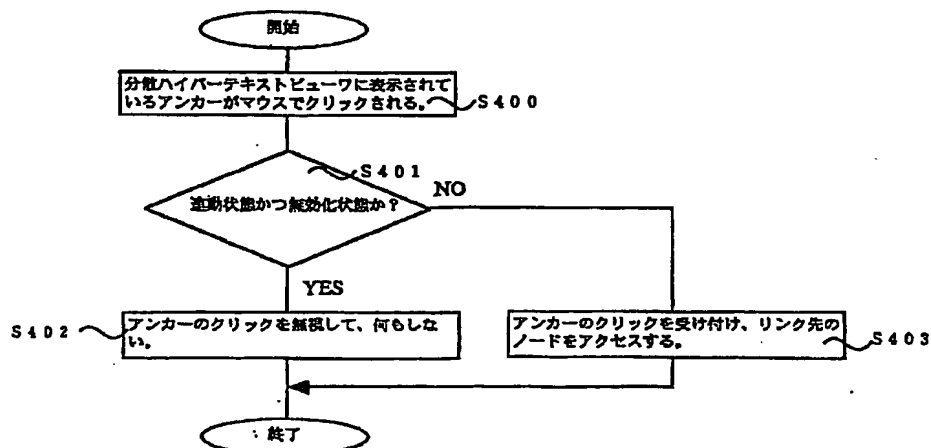 開始
分散ハイパーテキストビューワに表示されて
いるアンカーがマウスでクリックされる。
S400
S401
連動状態かつ無効化状態か？
NO
YES
S402
アンカーのクリックを無視して、何もしな
い。
アンカーのクリックを受け付け、リンク先の
ノードをアクセスする。
S403
終了